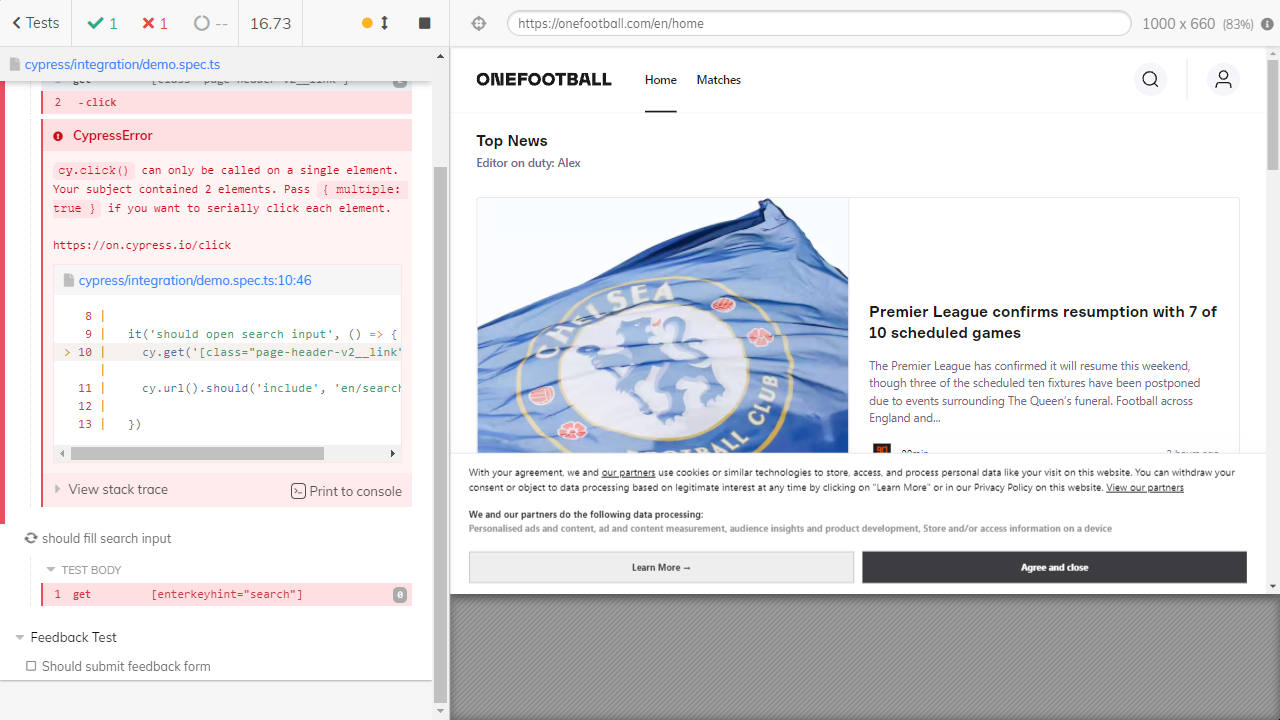 Tests
1
1
--
16.73
https://onefootball.com/en/home
1000 x 660 (83%)
cypress/integration/demo.spec.ts
2 -click
CypressError
cy.click() can only be called on a single element.
Your subject contained 2 elements. Pass { multiple:
true } if you want to serially click each element.
https://on.cypress.io/click
cypress/integration/demo.spec.ts:10:46
8 |
9 | it('should open search input', () => {
> 10 | cy.get('[class="page-header-v2__link"
|
11 | cy.url().should('include', 'en/search
12 |
13 | })
View stack trace
Print to console
should fill search input
TEST BODY
1 get [enterkeyhint="search"] 0
Feedback Test
Should submit feedback form
ONEFOOTBALL
Home
Matches
Top News
Editor on duty: Alex
CHELSEA
FOOTBALL CLUB
Premier League confirms resumption with 7 of
10 scheduled games
The Premier League has confirmed it will resume this weekend,
though three of the scheduled ten fixtures have been postponed
due to events surrounding The Queen's funeral. Football across
England and...
With your agreement, we and our partners use cookies or similar technologies to store, access, and process personal data like your visit on this website. You can withdraw your
consent or object to data processing based on legitimate interest at any time by clicking on "Learn More" or in our Privacy Policy on this website. View our partners
We and our partners do the following data processing:
Personalised ads and content, ad and content measurement, audience insights and product development, Store and/or access information on a device
Learn More →
Agree and close